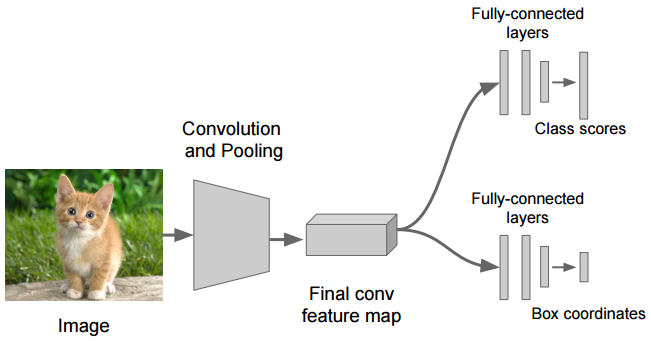 Fully-connected
layers
Class scores
Convolution
and Pooling
Fully-connected
layers
Final conv
feature map
Box coordinates
Image